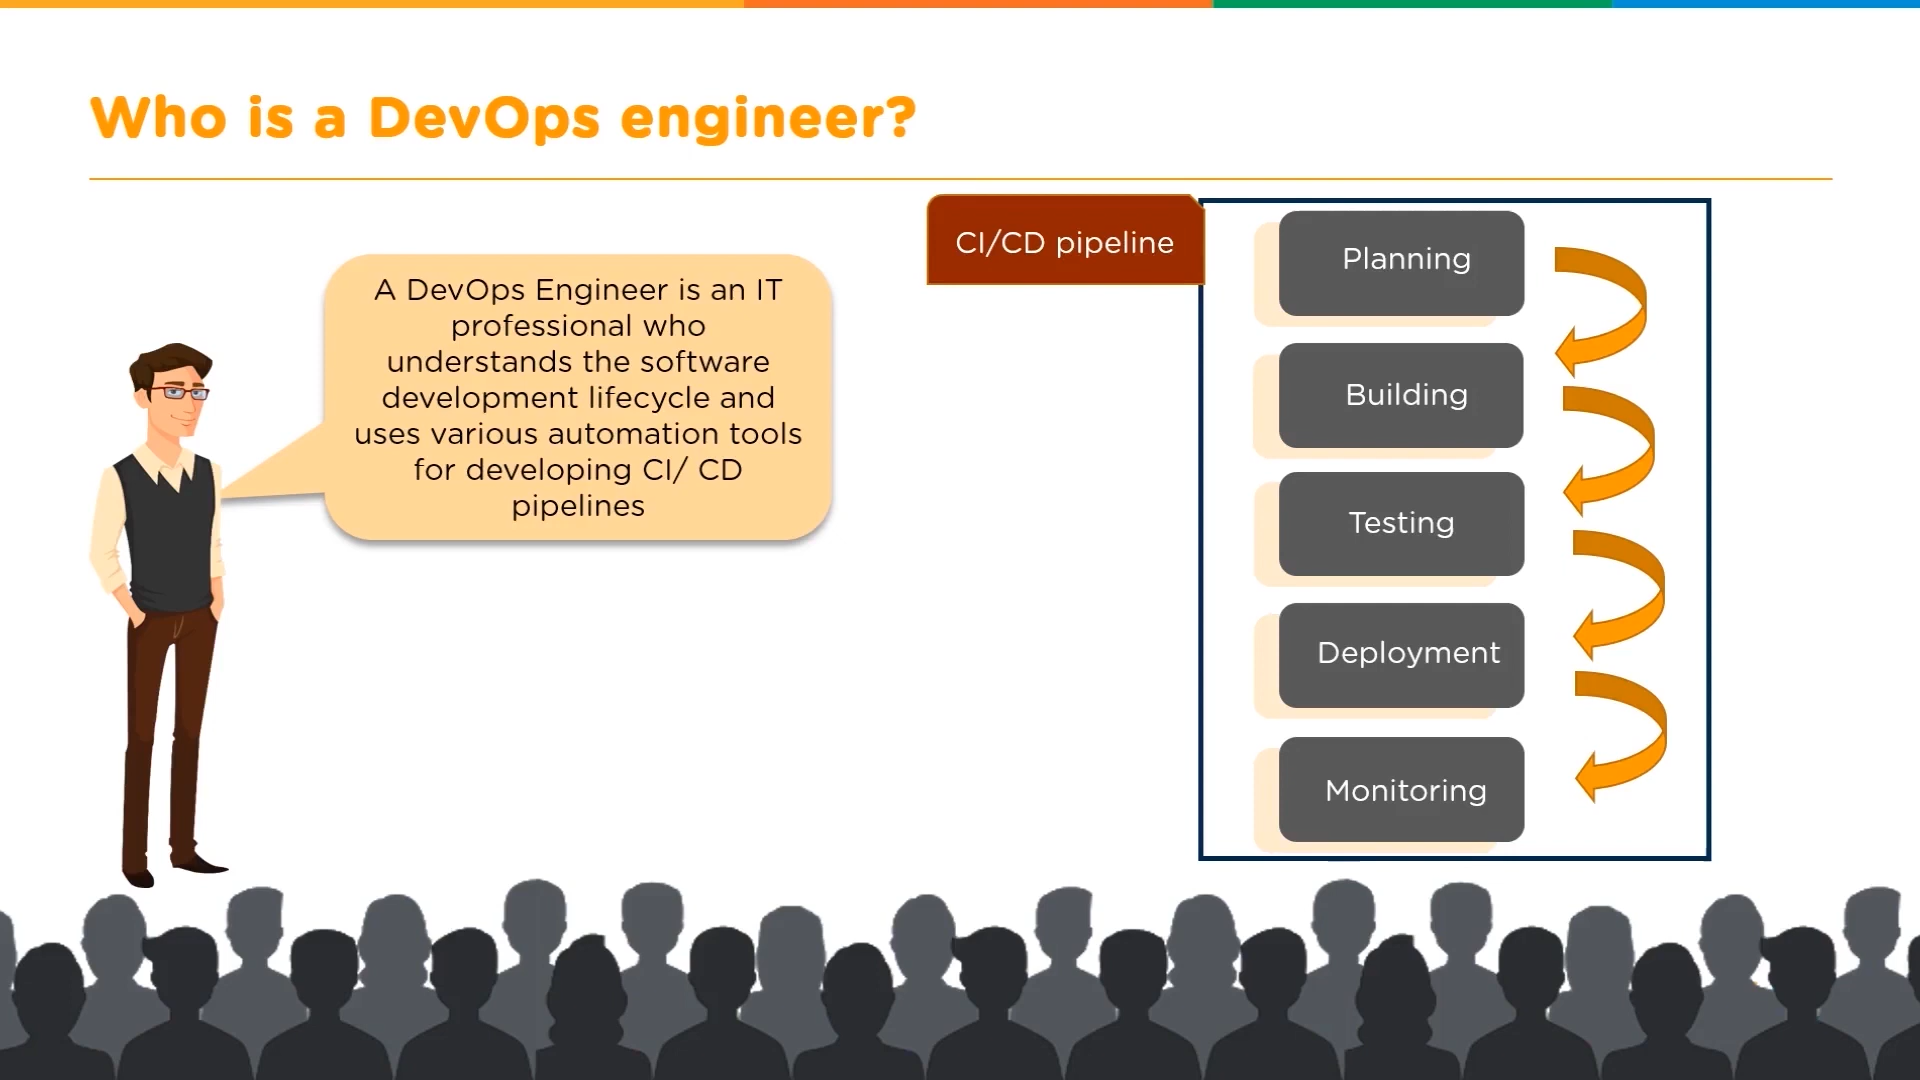 Who is a DevOps engineer?
A DevOps Engineer is an IT
professional who
understands the software
development lifecycle and
uses various automation tools
for developing CI/ CD
pipelines
CI/CD pipeline
Planning
Building
Testing
Deployment
Monitoring